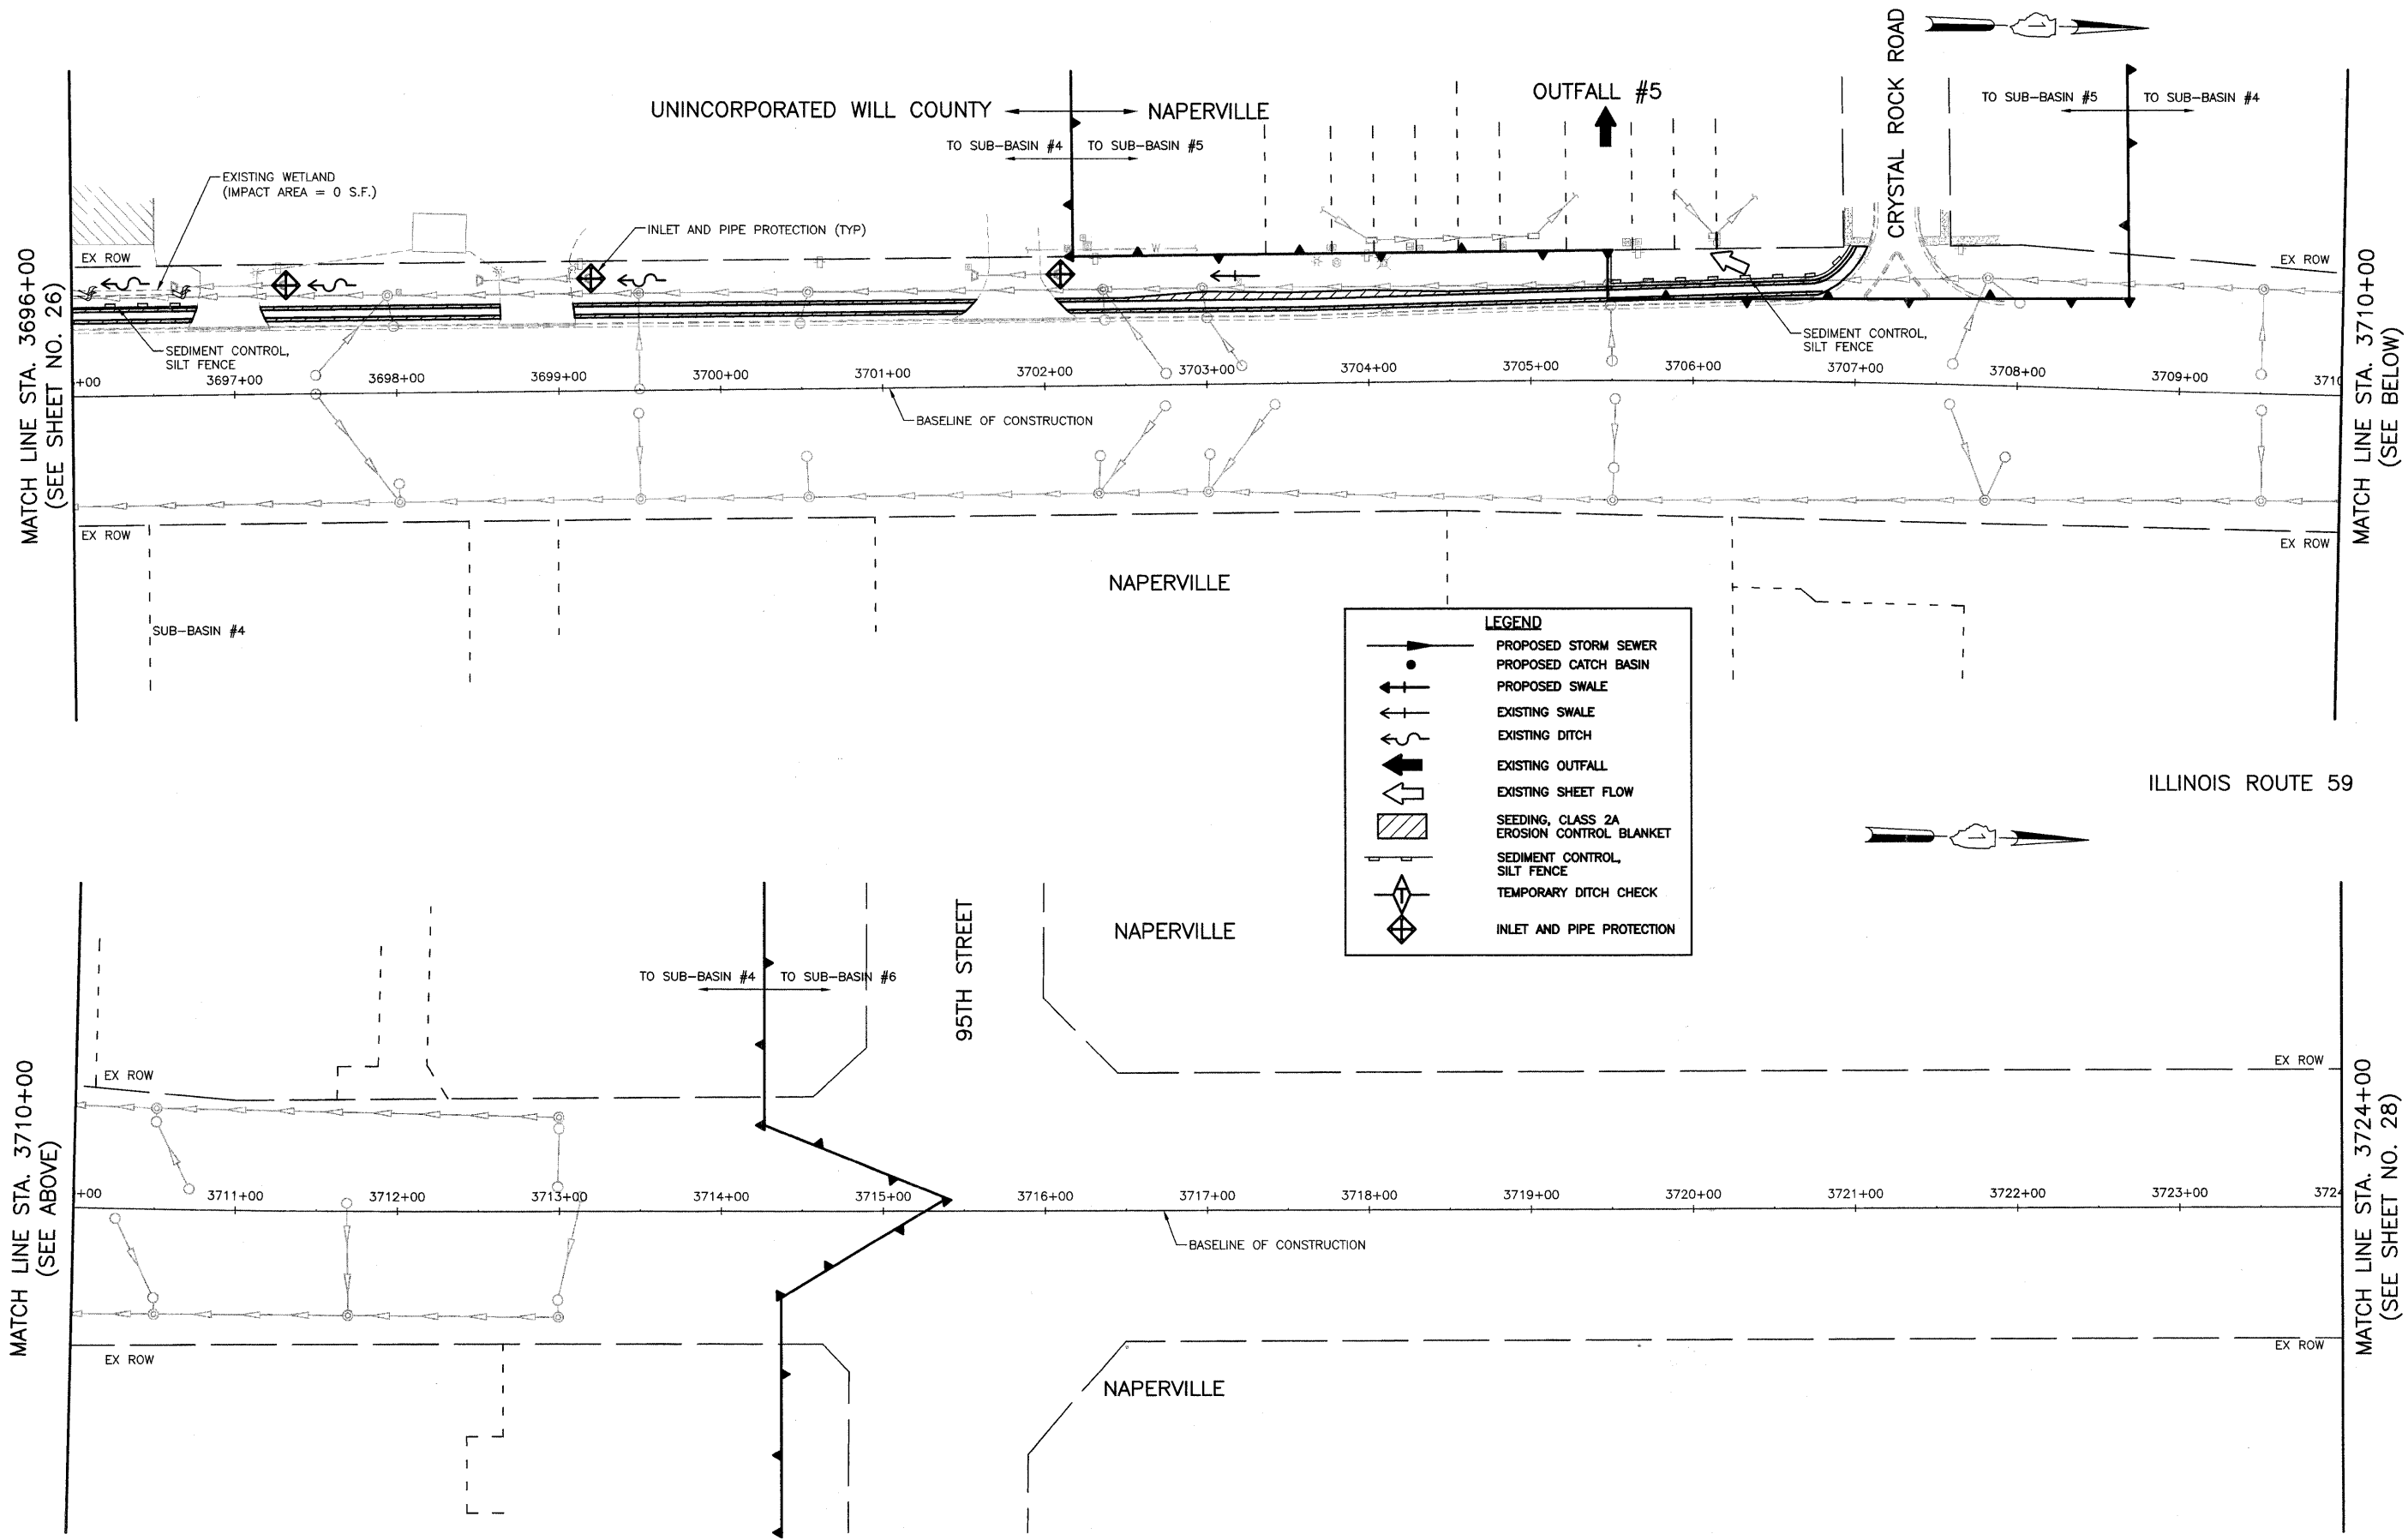 CRYSTAL ROCK ROAD
OUTFALL #5
UNINCORPORATED WILL COUNTY
NAPERVILLE
TO SUB-BASIN #5
TO SUB-BASIN #4
TO SUB-BASIN #4
TO SUB-BASIN #5
EXISTING WETLAND
(IMPACT AREA = 0 S.F.)
INLET AND PIPE PROTECTION (TYP)
W
EX ROW
EX ROW
MATCH LINE STA. 3696+00
(SEE SHEET NO. 26)
MATCH LINE STA. 3710+00
(SEE BELOW)
SEDIMENT CONTROL,
SILT FENCE
SEDIMENT CONTROL,
SILT FENCE
+00
3697+00
3698+00
3699+00
3700+00
3701+00
3702+00
3703+00
3704+00
3705+00
3706+00
3707+00
3708+00
3709+00
3710
BASELINE OF CONSTRUCTION
EX ROW
EX ROW
NAPERVILLE
SUB-BASIN #4
LEGEND
PROPOSED STORM SEWER
PROPOSED CATCH BASIN
PROPOSED SWALE
EXISTING SWALE
EXISTING DITCH
EXISTING OUTFALL
EXISTING SHEET FLOW
SEEDING, CLASS 2A
EROSION CONTROL BLANKET
SEDIMENT CONTROL,
SILT FENCE
T
TEMPORARY DITCH CHECK
INLET AND PIPE PROTECTION
ILLINOIS ROUTE 59
95TH STREET
NAPERVILLE
TO SUB-BASIN #4
TO SUB-BASIN #6
EX ROW
EX ROW
MATCH LINE STA. 3710+00
(SEE ABOVE)
MATCH LINE STA. 3724+00
(SEE SHEET NO. 28)
+00
3711+00
3712+00
3713+00
3714+00
3715+00
3716+00
3717+00
3718+00
3719+00
3720+00
3721+00
3722+00
3723+00
3724
BASELINE OF CONSTRUCTION
EX ROW
EX ROW
NAPERVILLE